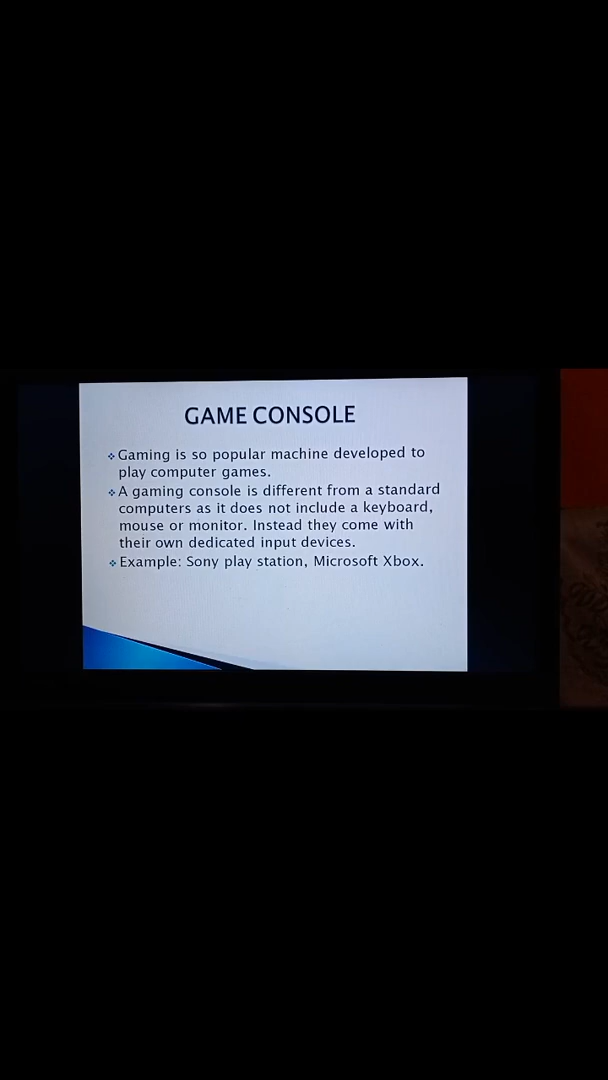 GAME CONSOLE
❖Gaming is so popular machine developed to
play computer games.
❖A gaming console is different from a standard
computers as it does not include a keyboard,
mouse or monitor. Instead they come with
their own dedicated input devices.
❖Example: Sony play station, Microsoft Xbox.